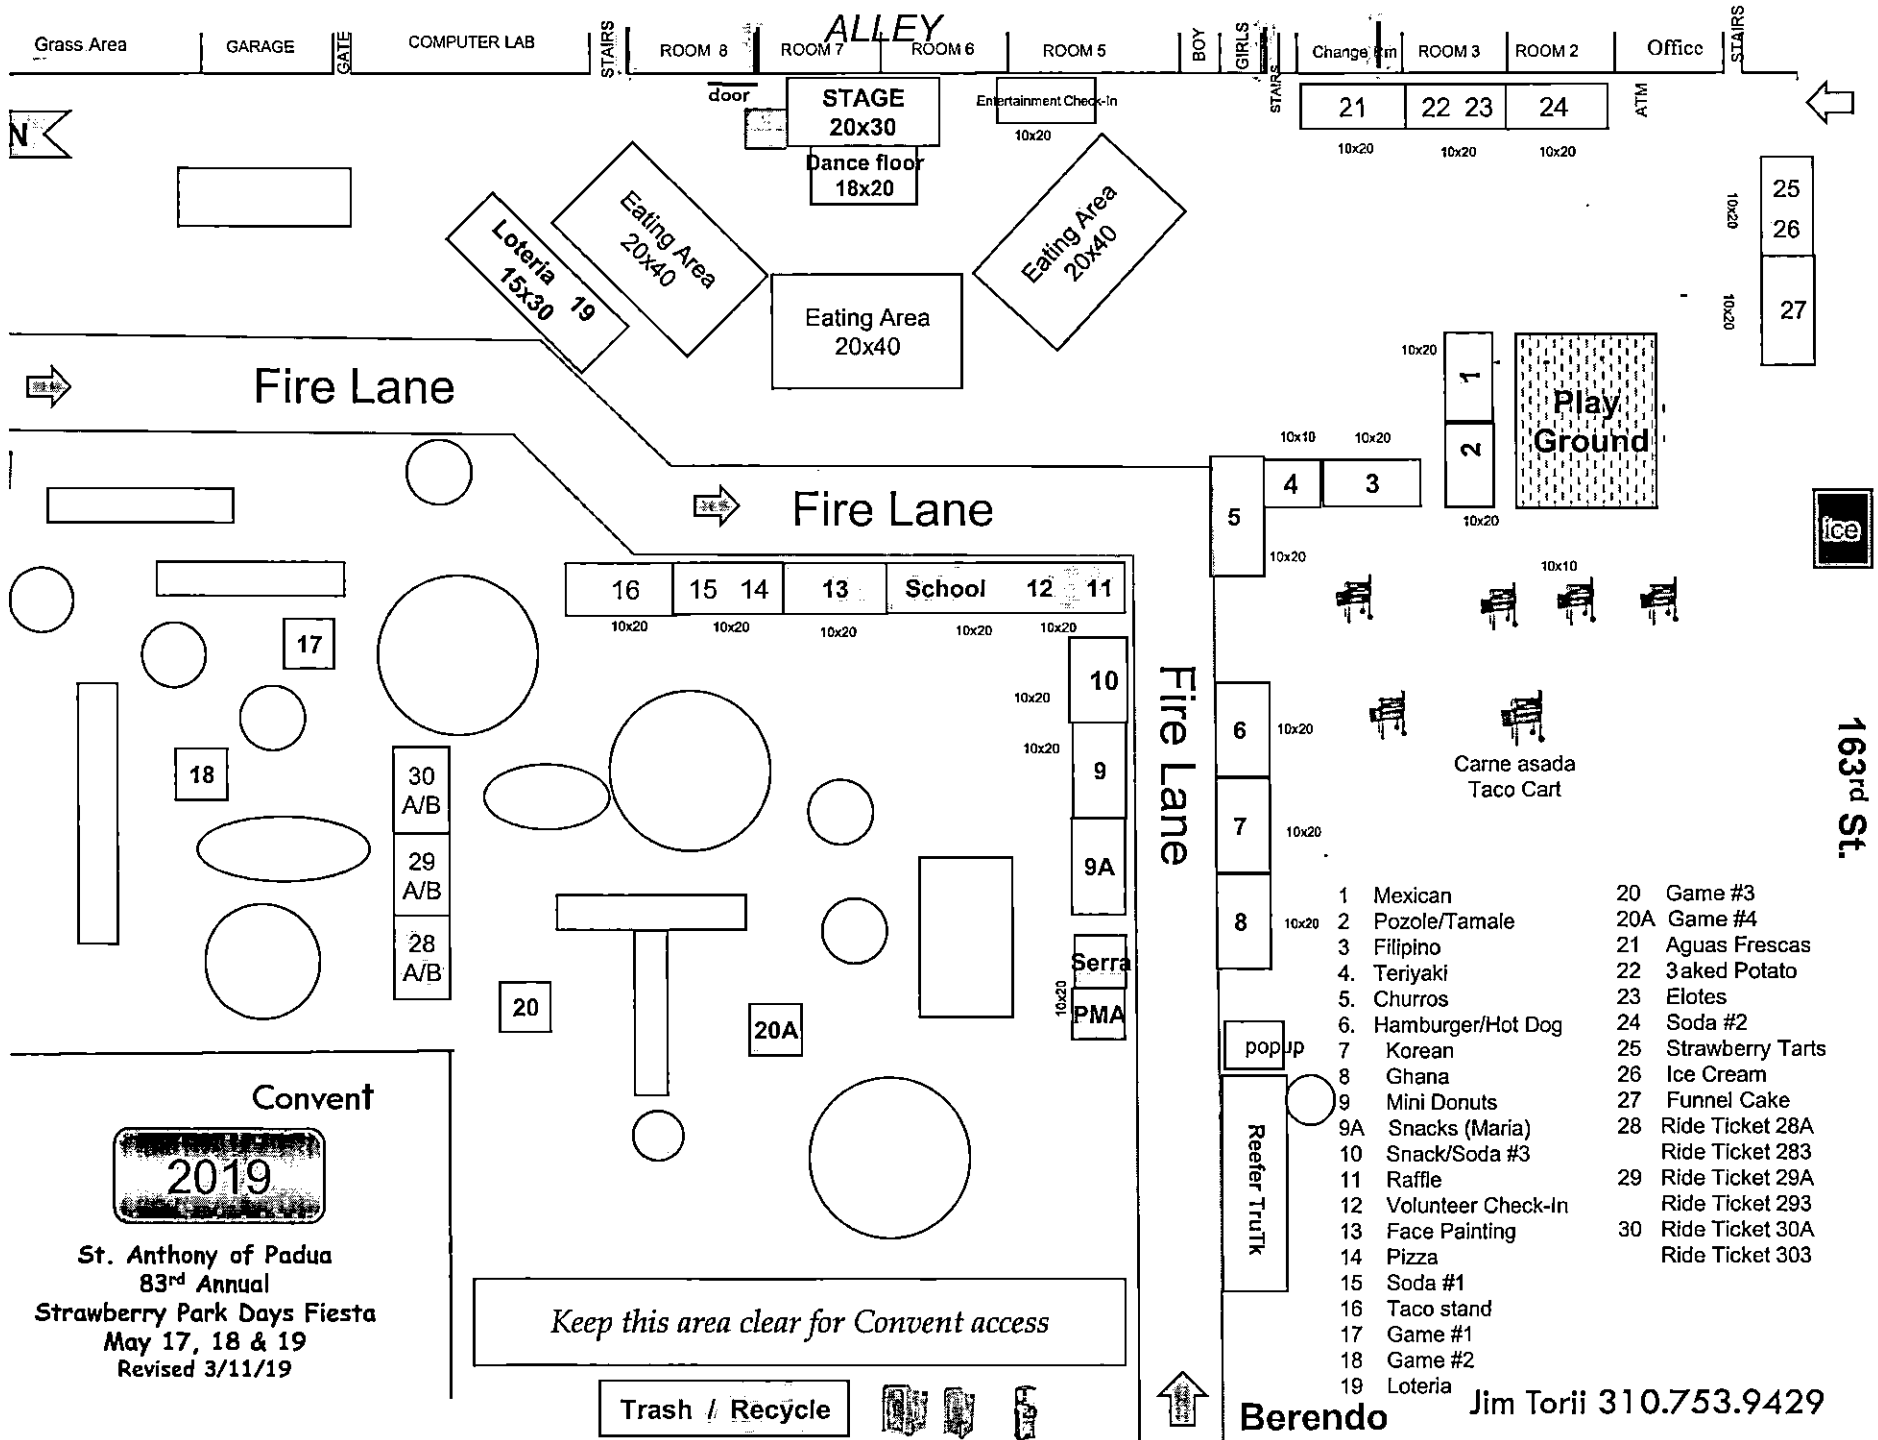 ALLEY
Grass Area
GARAGE
GATE
COMPUTER LAB
STAIRS
ROOM 8
ROOM 7
ROOM 6
ROOM 5
BOY
GIRLS
STAIRS
Change Rm
ROOM 3
ROOM 2
Office
STAIRS
door
STAGE
20x30
Dance floor
18x20
Entertainment Check-In
10x20
21
22 23
24
ATM
10x20
10x20
10x20
N
Loteria 19
15x30
Eating Area
20x40
Eating Area
20x40
Eating Area
20x40
25
26
10x20
27
10x20
10x20
1
2
10x20
Play
Ground
Fire Lane
Fire Lane
5
10x20
10x10
4
10x20
3
ice
10x10
16
15 14
13
School
12
11
10x20
10x20
10x20
10x20
10x20
17
18
30
A/B
29
A/B
28
A/B
10
10x20
9
10x20
9A
Serra
PMA
10x20
Fire Lane
6
10x20
7
10x20
8
10x20
Carne asada
Taco Cart
163rd St.
20
20A
popup
Reefer TruTk
1 Mexican
2 Pozole/Tamale
3 Filipino
4. Teriyaki
5. Churros
6. Hamburger/Hot Dog
7 Korean
8 Ghana
9 Mini Donuts
9A Snacks (Maria)
10 Snack/Soda #3
11 Raffle
12 Volunteer Check-In
13 Face Painting
14 Pizza
15 Soda #1
16 Taco stand
17 Game #1
18 Game #2
19 Loteria
20 Game #3
20A Game #4
21 Aguas Frescas
22 3aked Potato
23 Elotes
24 Soda #2
25 Strawberry Tarts
26 Ice Cream
27 Funnel Cake
28 Ride Ticket 28A
Ride Ticket 283
29 Ride Ticket 29A
Ride Ticket 293
30 Ride Ticket 30A
Ride Ticket 303
Convent
2019
St. Anthony of Padua
83rd Annual
Strawberry Park Days Fiesta
May 17, 18 & 19
Revised 3/11/19
Keep this area clear for Convent access
Trash / Recycle
Berendo
Jim Torii 310.753.9429